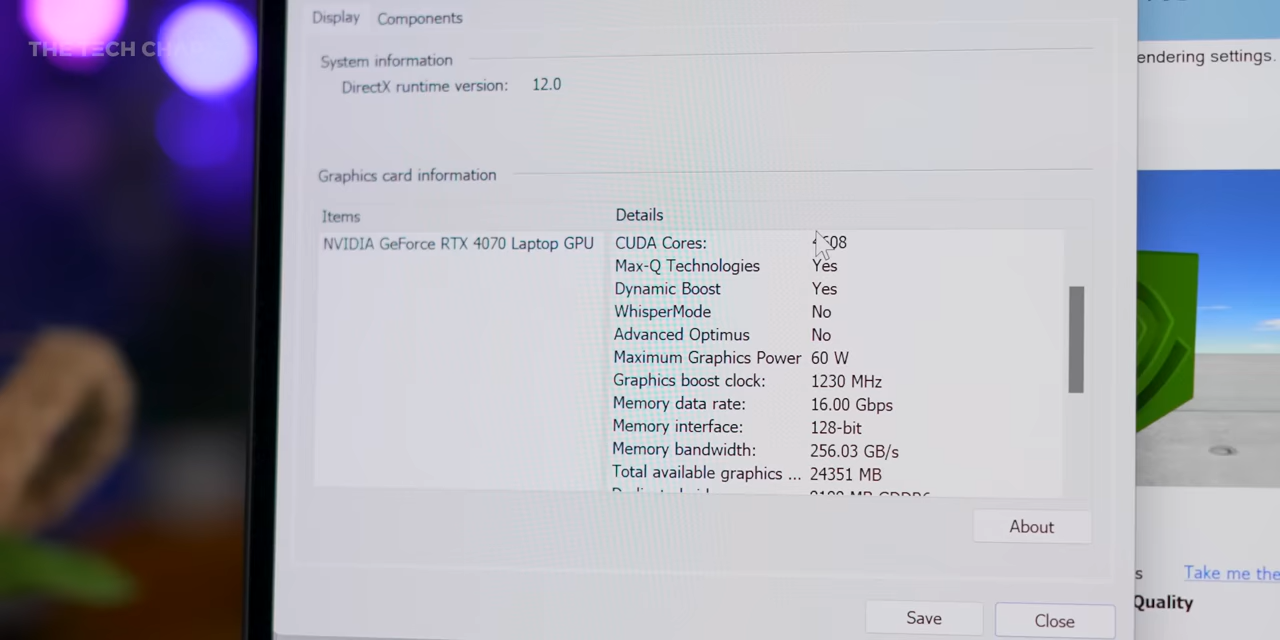 THE TECH
Display Components
System information
DirectX runtime version: 12.0
endering settings.
Graphics card information
Items Details
NVIDIA GeForce RTX 4070 Laptop GPU CUDA Cores:
Max-Q Technologies Yes
Dynamic Boost Yes
WhisperMode No
Advanced Optimus No
Maximum Graphics Power 60 W
Graphics boost clock: 1230 MHz
Memory data rate: 16.00 Gbps
Memory interface: 128-bit
Memory bandwidth: 256.03 GB/s
Total available graphics ... 24351 MB
About
s Take me the
Quality
Save Close